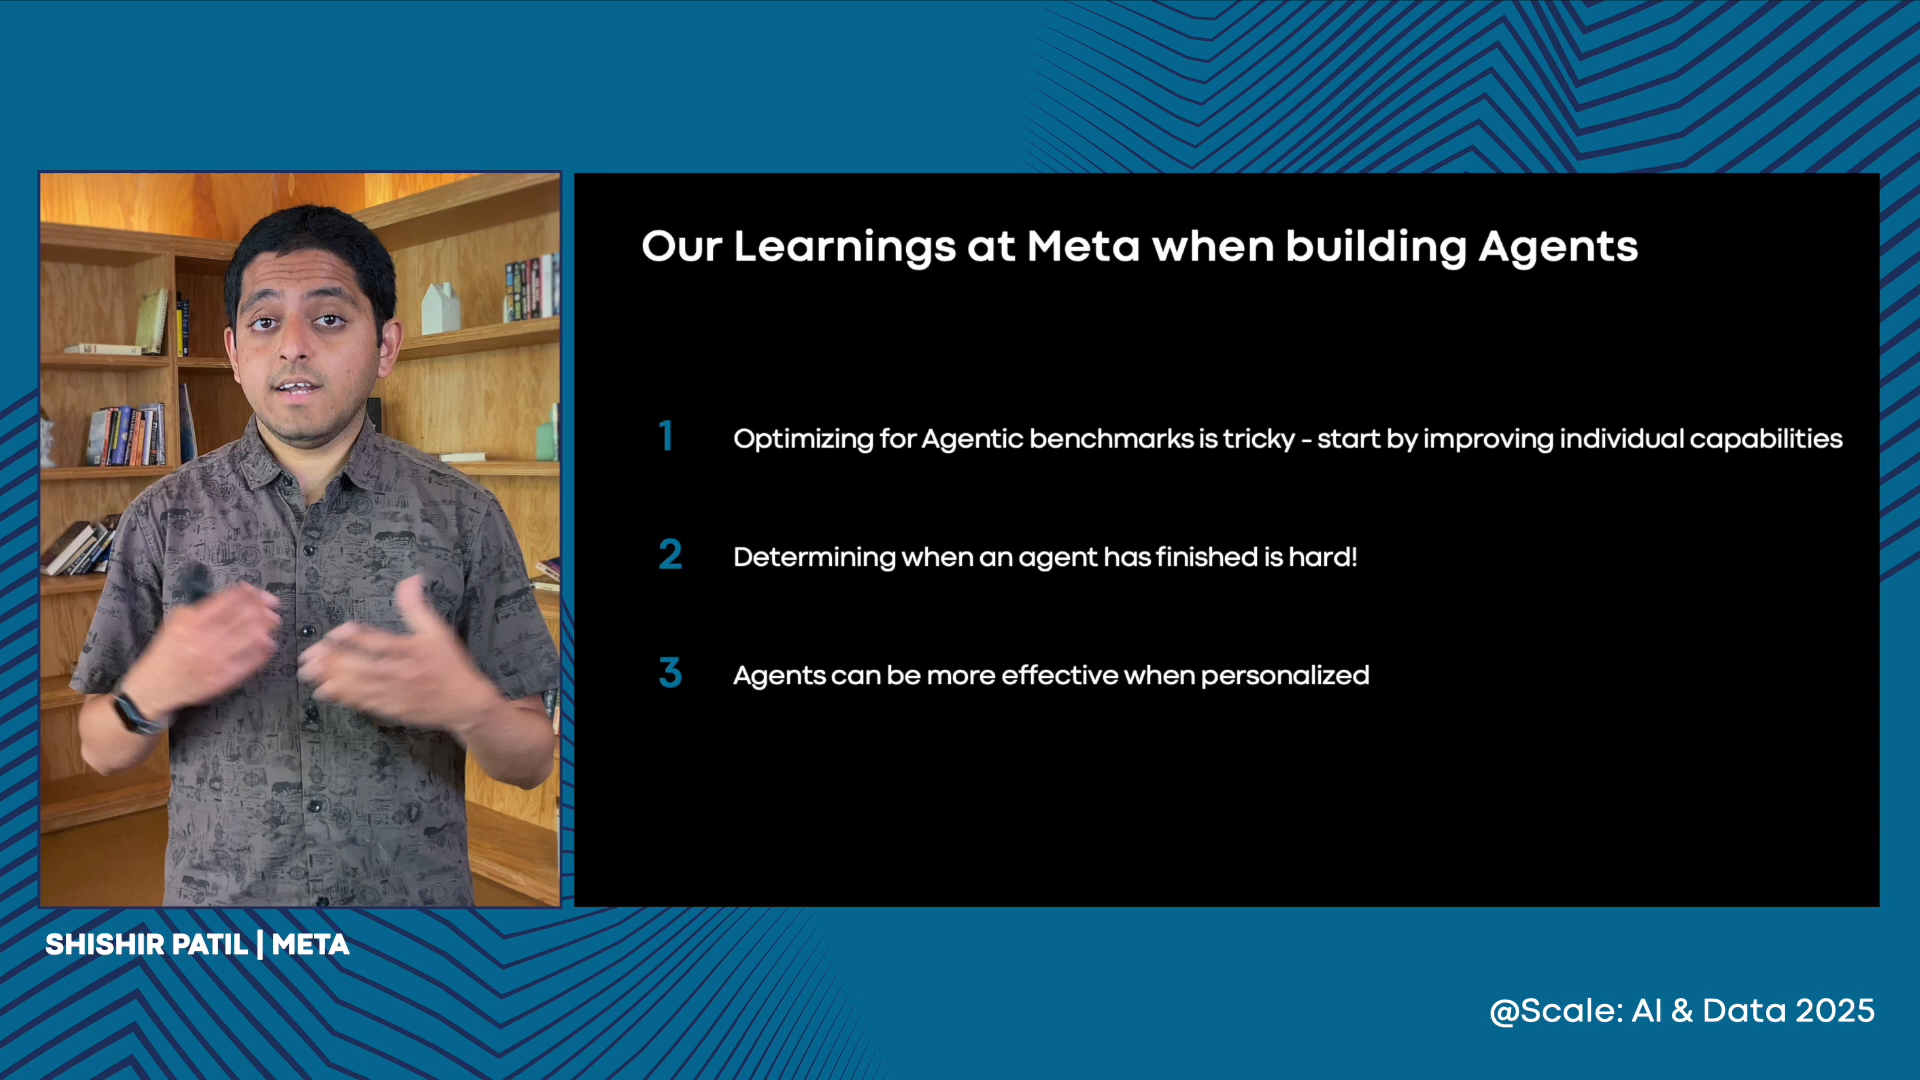 Our Learnings at Meta when building Agents
1 Optimizing for Agentic benchmarks is tricky - start by improving individual capabilities
2 Determining when an agent has finished is hard!
3 Agents can be more effective when personalized
SHISHIR PATIL | META
@Scale: AI & Data 2025